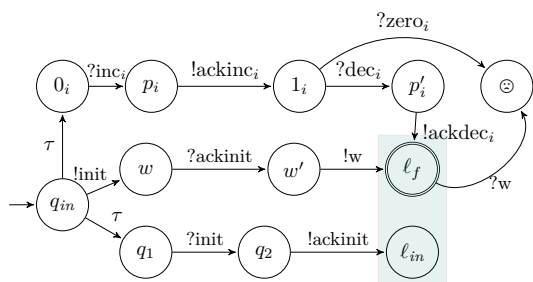 ?zero_i
0_i ?inc_i p_i !ackinc_i 1_i ?dec_i p'_i ☹
τ !ackdec_i
!init w ?ackinit w' !w ℓ_f
?w
q_in τ
q_1 ?init q_2 !ackinit ℓ_in